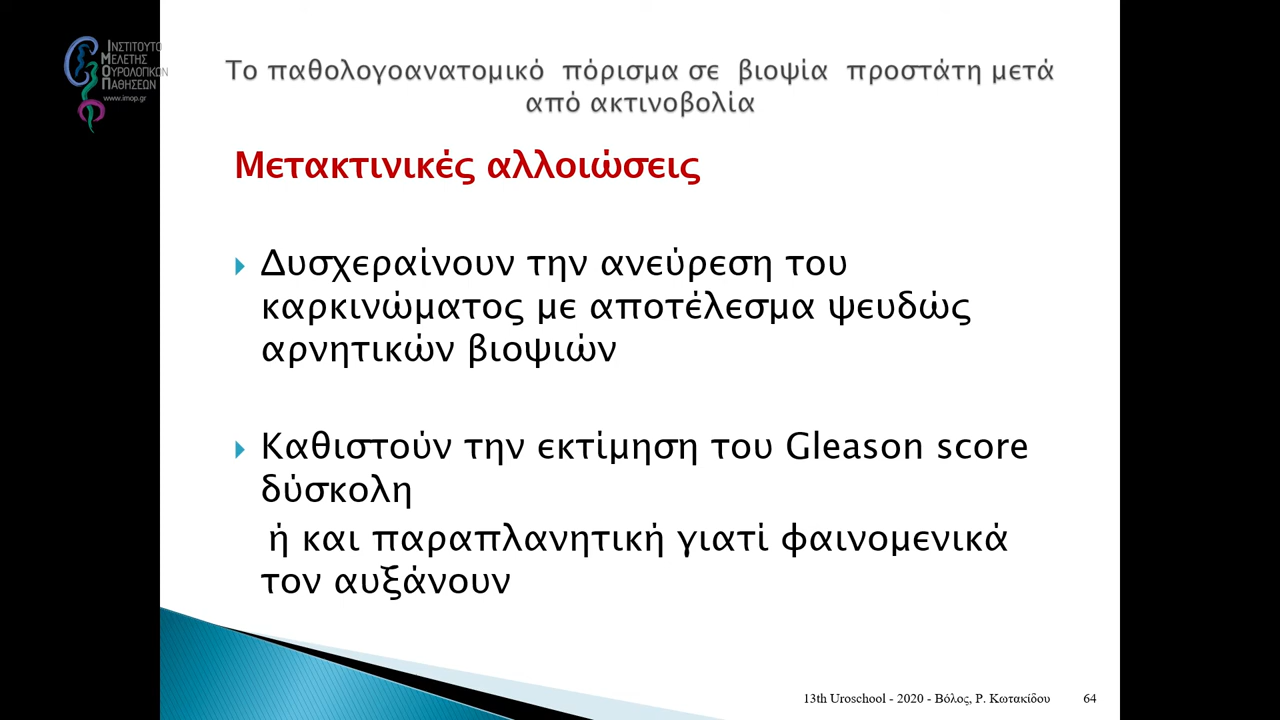 ΙΝΣΤΙΤΟΥΤΟ
ΜΕΛΕΤΗΣ
ΟΥΡΟΛΟΓΙΚΩΝ
ΠΑΘΗΣΕΩΝ
www.imop.gr
Το παθολογοανατομικό πόρισμα σε βιοψία προστάτη μετά
από ακτινοβολία
Μετακτινικές αλλοιώσεις
Δυσχεραίνουν την ανεύρεση του
καρκινώματος με αποτέλεσμα ψευδώς
αρνητικών βιοψιών
Καθιστούν την εκτίμηση του Gleason score
δύσκολη
ή και παραπλανητική γιατί φαινομενικά
τον αυξάνουν
13th Uroschool - 2020 - Βόλος, Ρ. Κωτακίδου 64